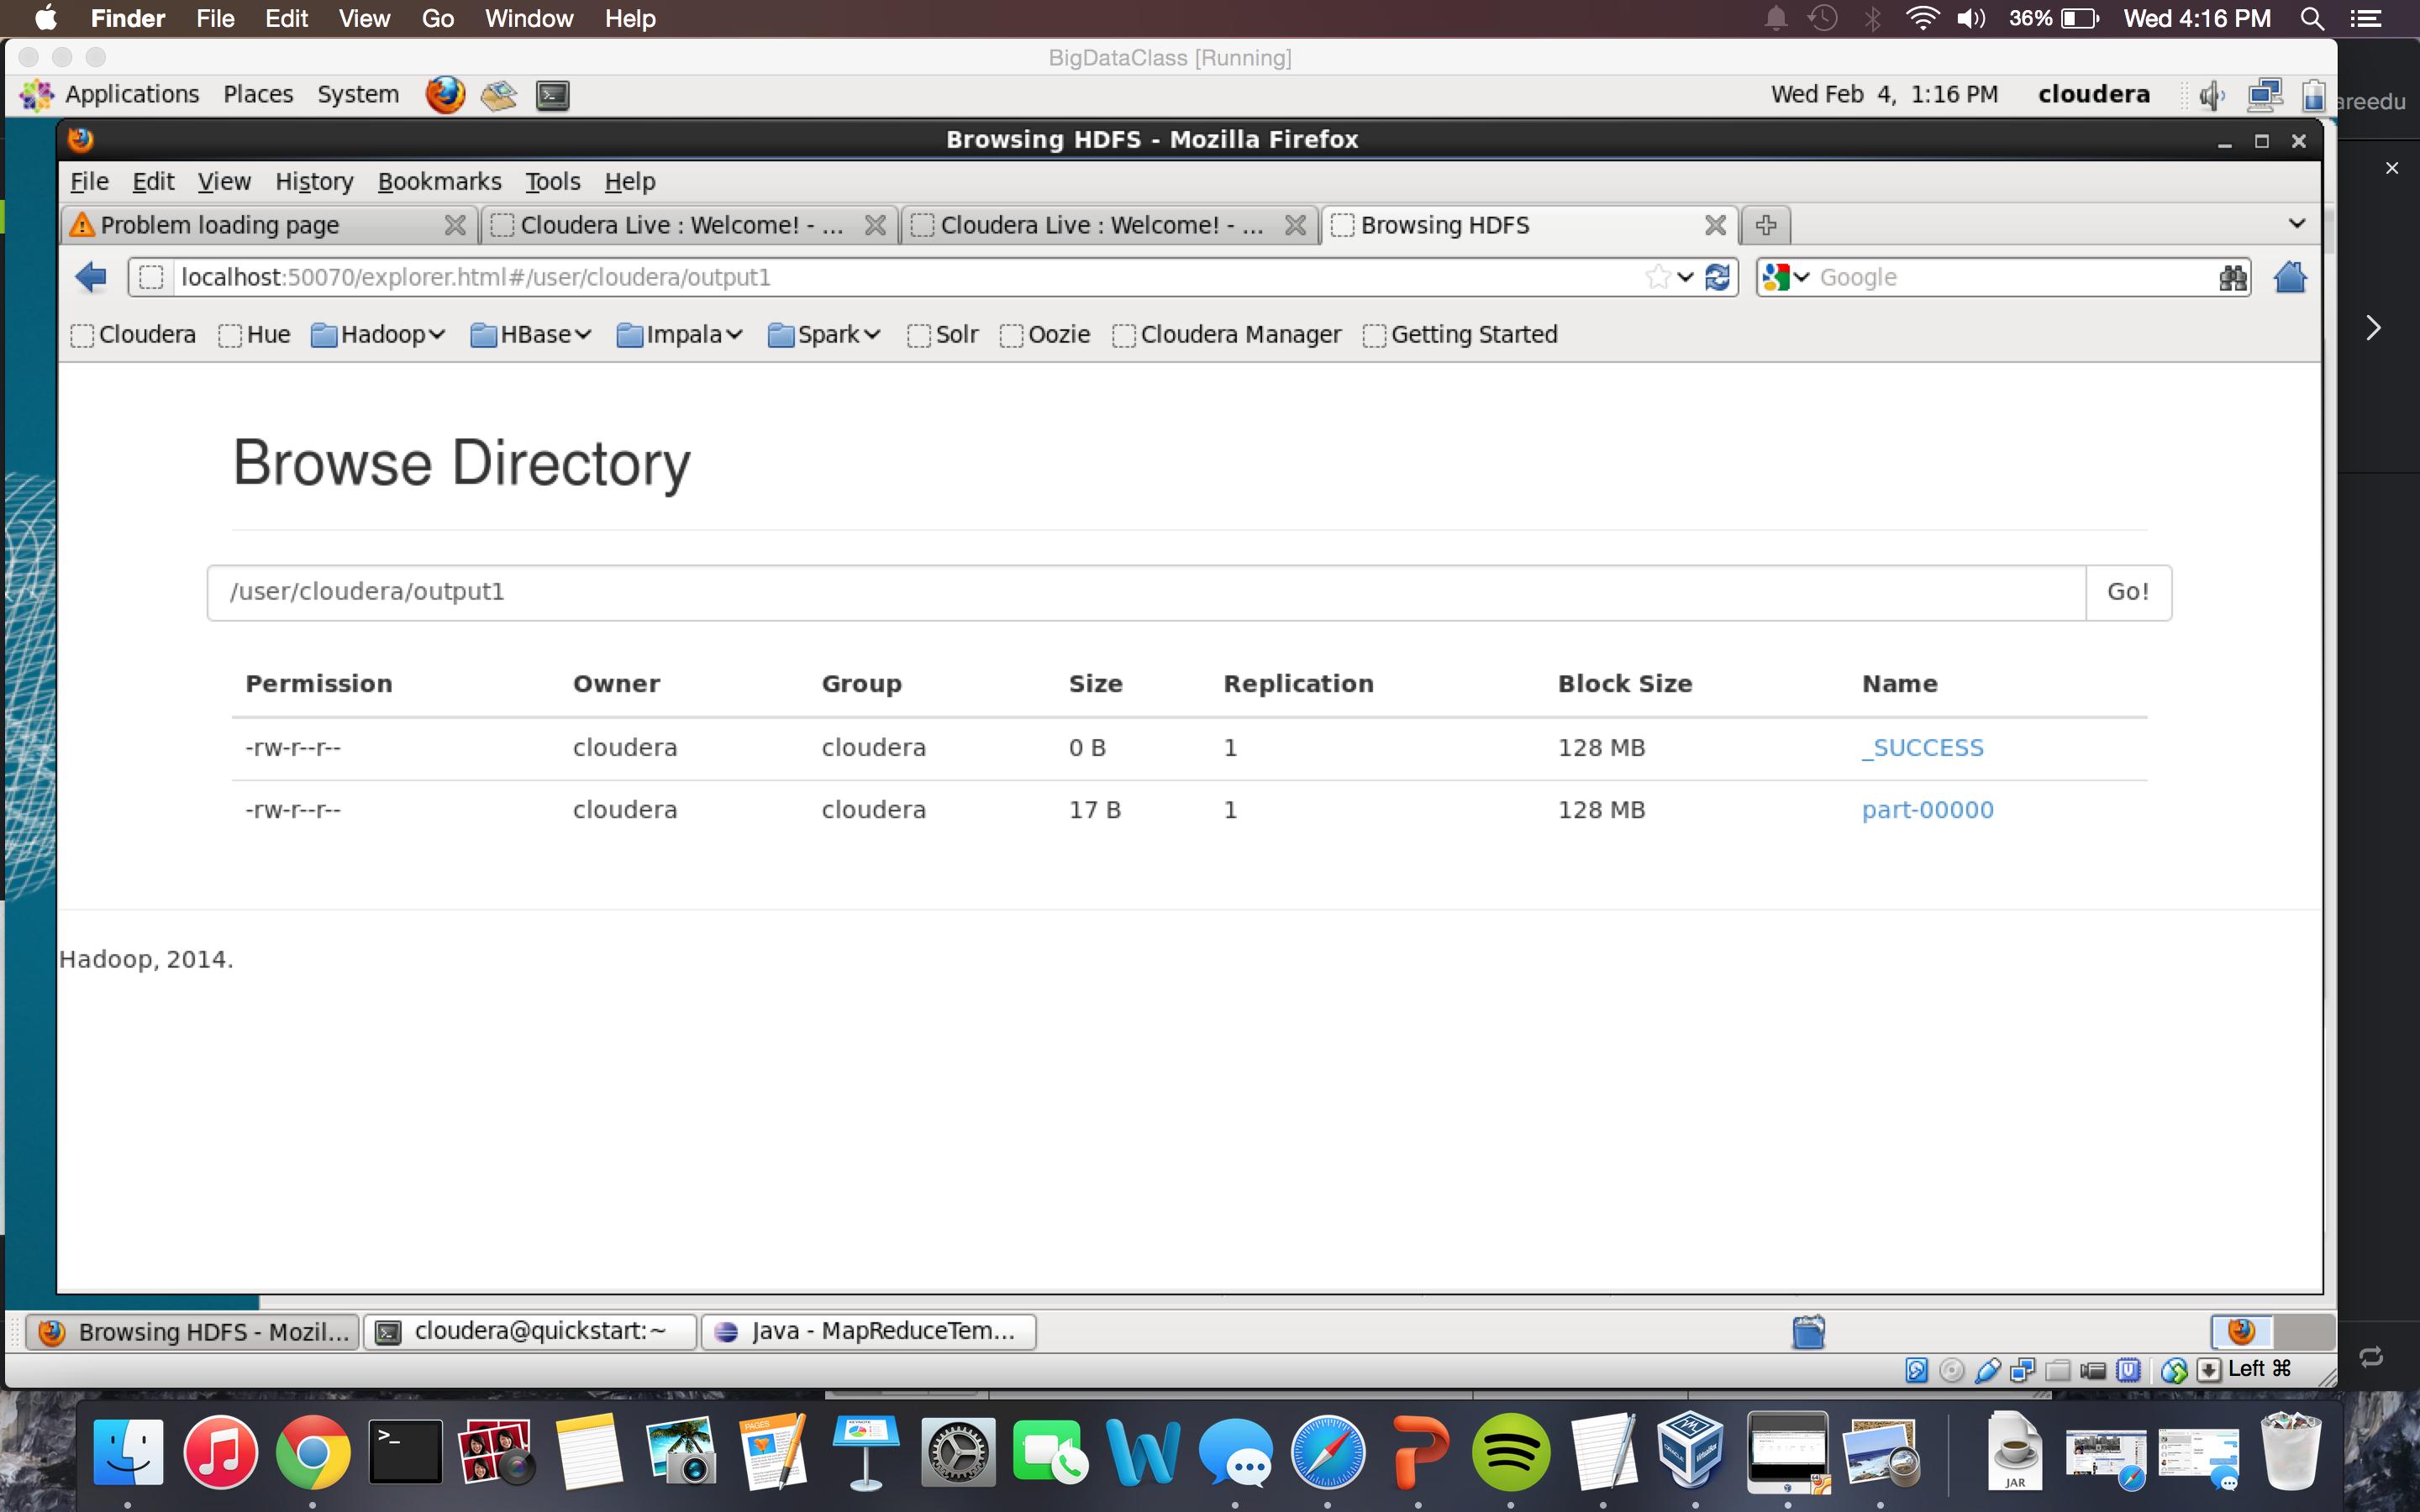 Finder File Edit View Go Window Help 36% Wed 4:16 PM
BigDataClass [Running]
Applications Places System Wed Feb 4, 1:16 PM cloudera
areedu
Browsing HDFS - Mozilla Firefox
File Edit View History Bookmarks Tools Help
Problem loading page Cloudera Live : Welcome! - ... Cloudera Live : Welcome! - ... Browsing HDFS
localhost:50070/explorer.html#/user/cloudera/output1 Google
Cloudera Hue Hadoop HBase Impala Spark Solr Oozie Cloudera Manager Getting Started
Browse Directory
/user/cloudera/output1 Go!
Permission Owner Group Size Replication Block Size Name
-rw-r--r-- cloudera cloudera 0 B 1 128 MB _SUCCESS
-rw-r--r-- cloudera cloudera 17 B 1 128 MB part-00000
Hadoop, 2014.
Browsing HDFS - Mozil... cloudera@quickstart:~ Java - MapReduceTem...
Left ⌘
PAGES
KEYNOTE
JAR